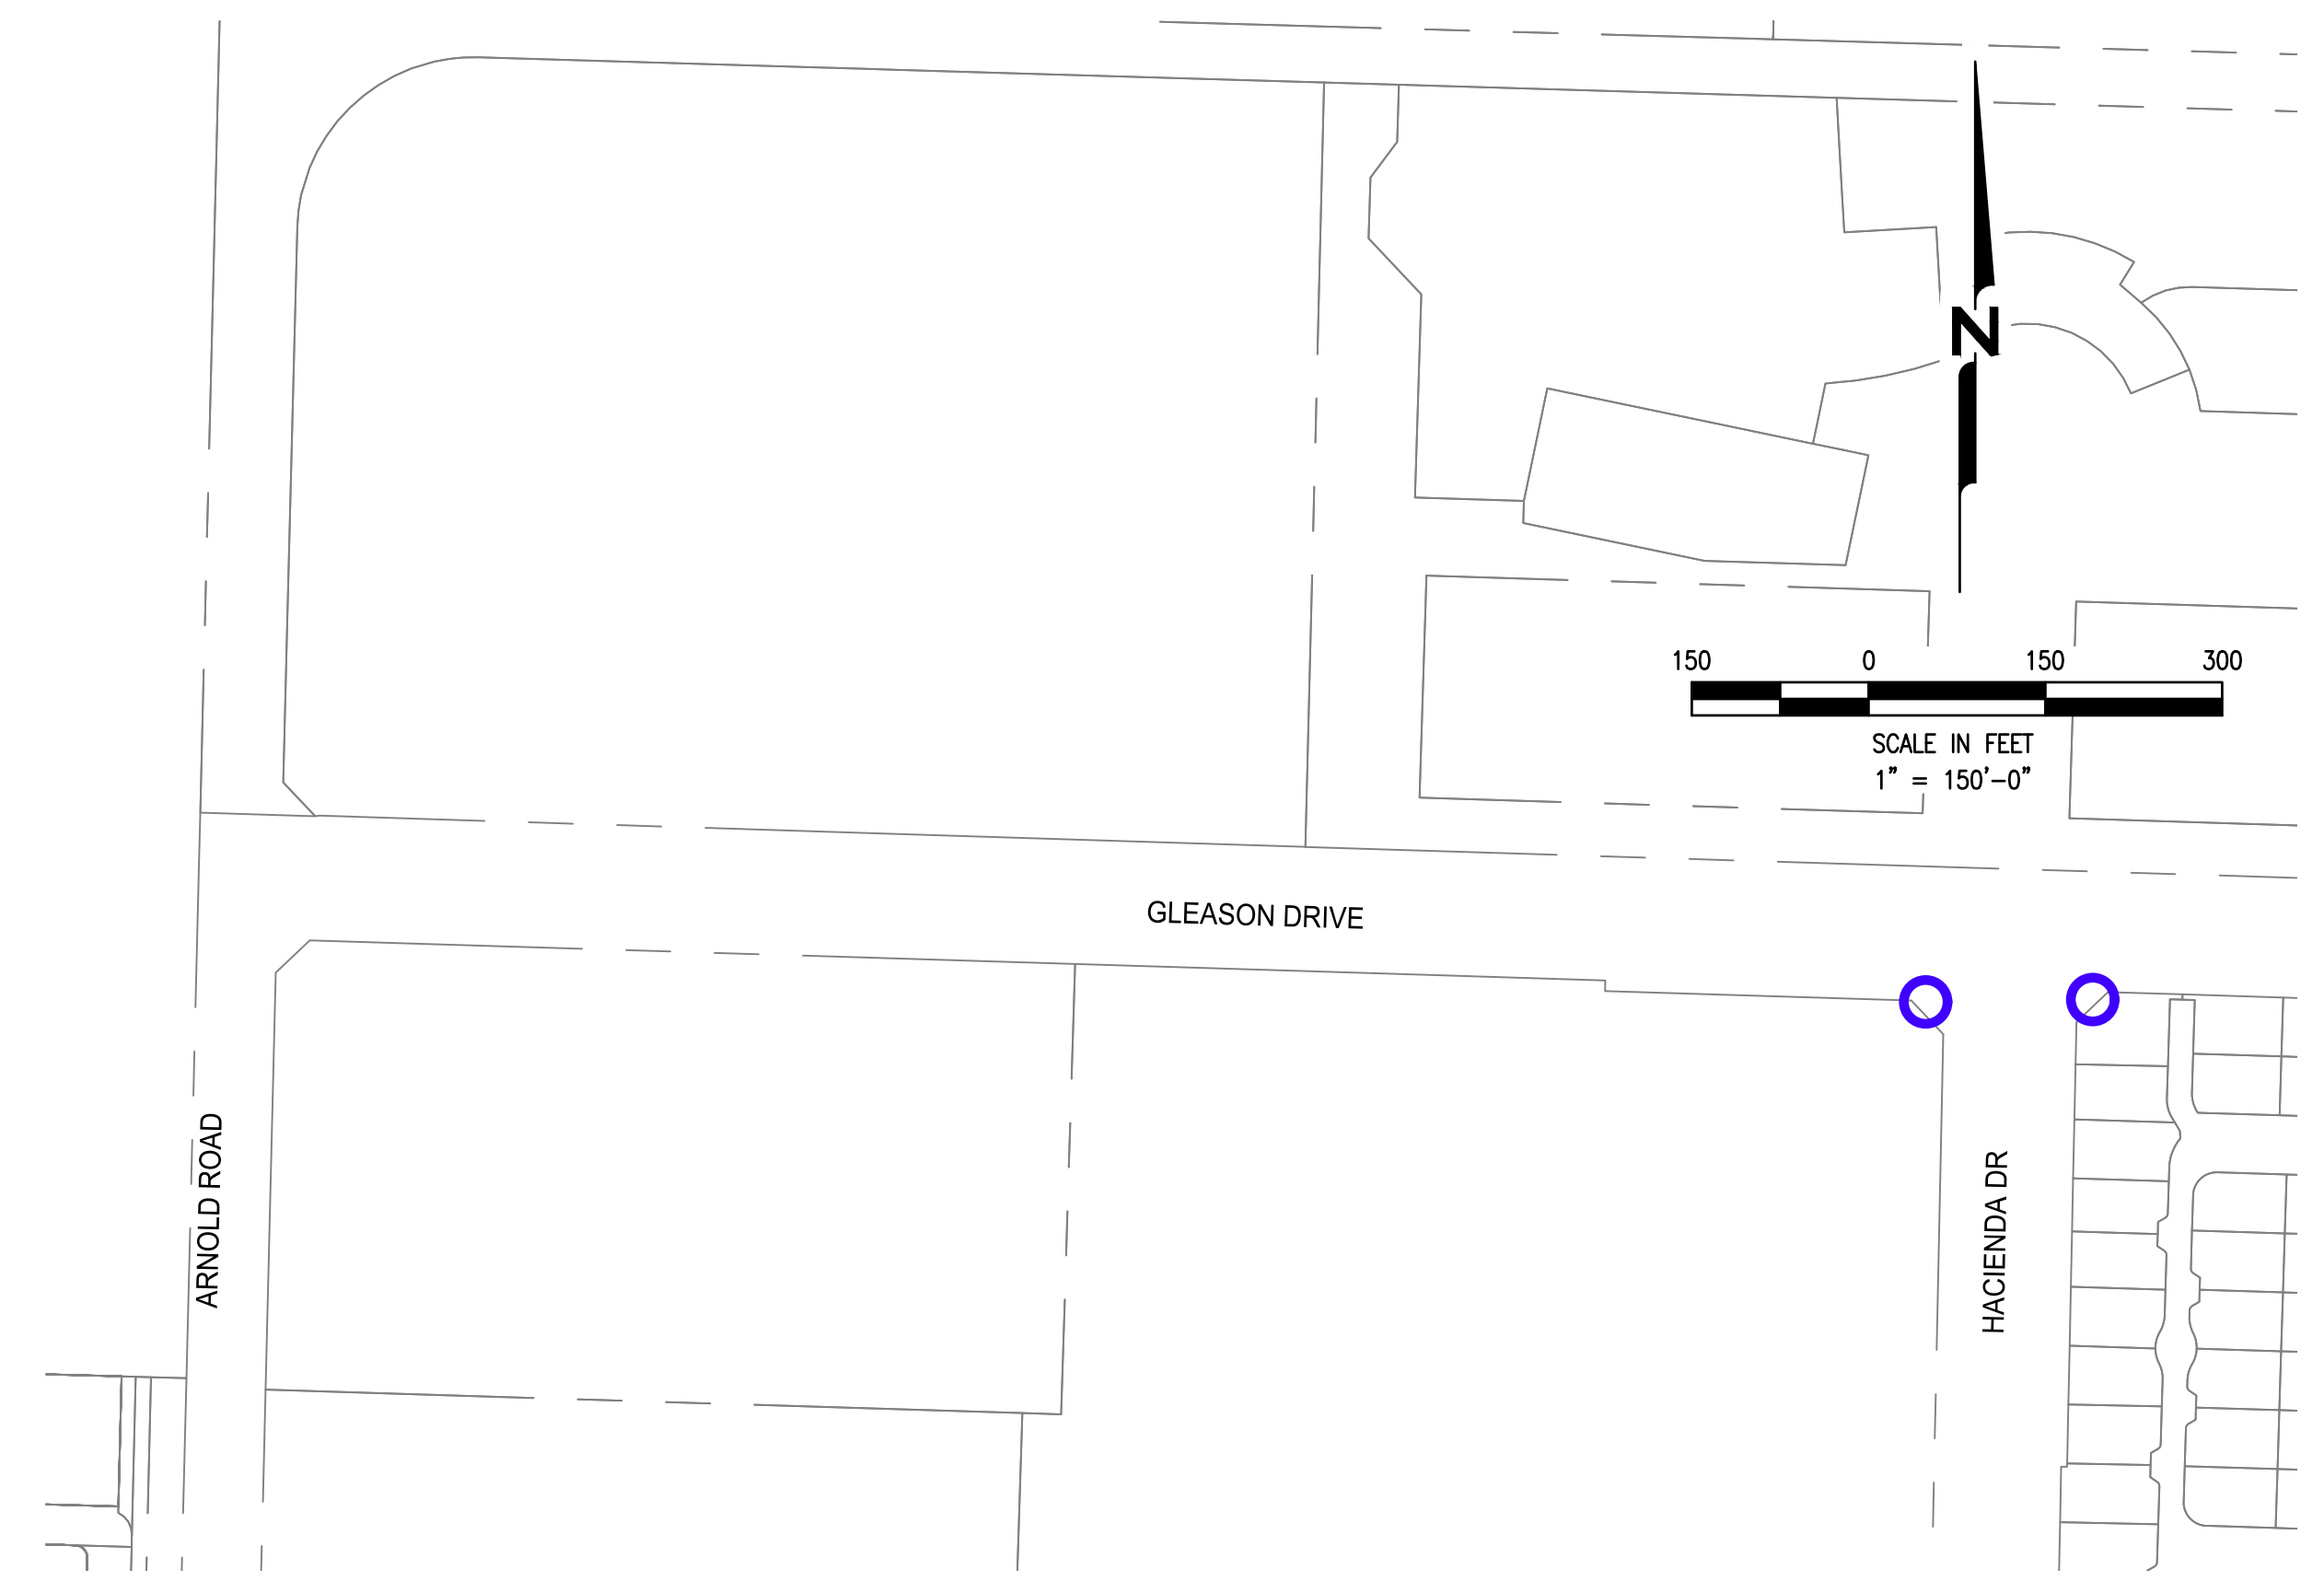 N
150 0 150 300
SCALE IN FEET
1" = 150'-0"
GLEASON DRIVE
ARNOLD ROAD
HACIENDA DR